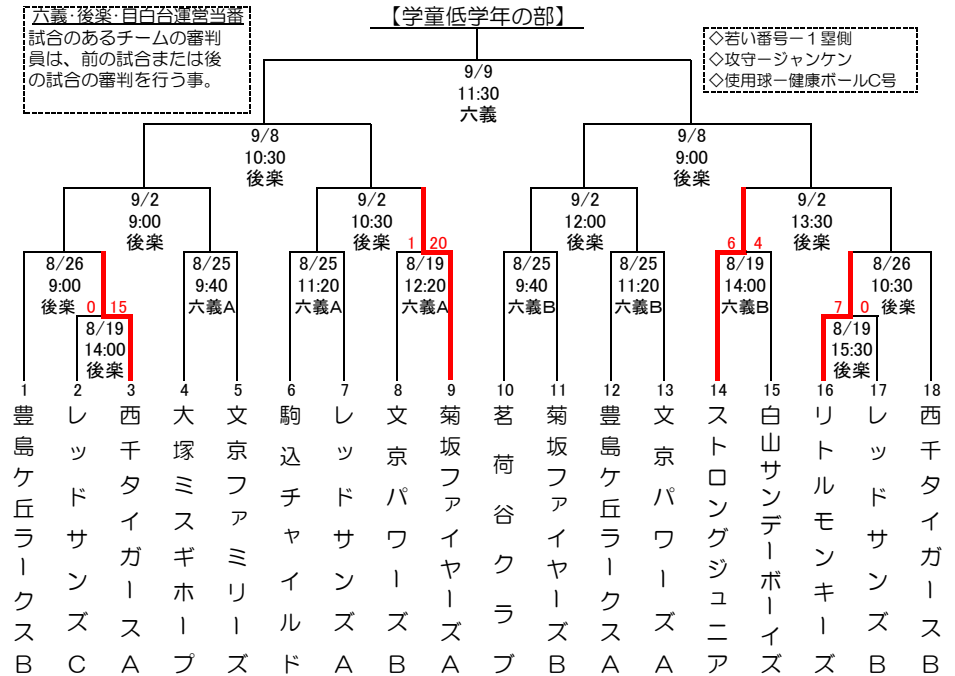 六義・後楽・目白台運営当番
試合のあるチームの審判
員は、前の試合または後
の試合の審判を行う事。
【学童低学年の部】
◇若い番号ー１塁側
◇攻守ージャンケン
◇使用球ー健康ボールC号
9/9
11:30
六義
9/8
10:30
後楽
9/8
9:00
後楽
9/2
9:00
後楽
9/2
10:30
後楽
9/2
12:00
後楽
9/2
13:30
後楽
8/26
9:00
後楽
8/25
9:40
六義A
8/25
11:20
六義A
1 20
8/19
12:20
六義A
8/25
9:40
六義B
8/25
11:20
六義B
6 4
8/19
14:00
六義B
8/26
10:30
後楽
0 15
8/19
14:00
後楽
7 0
8/19
15:30
後楽
1
豊島ケ丘ラークスB
2
レッドサンズC
3
西千タイガースA
4
大塚ミスギホープ
5
文京ファミリーズ
6
駒込チャイルド
7
レッドサンズA
8
文京パワーズB
9
菊坂ファイヤーズA
10
茗荷谷クラブ
11
菊坂ファイヤーズB
12
豊島ケ丘ラークスA
13
文京パワーズA
14
ストロングジュニア
15
白山サンデーボーイズ
16
リトルモンキーズ
17
レッドサンズB
18
西千タイガースB